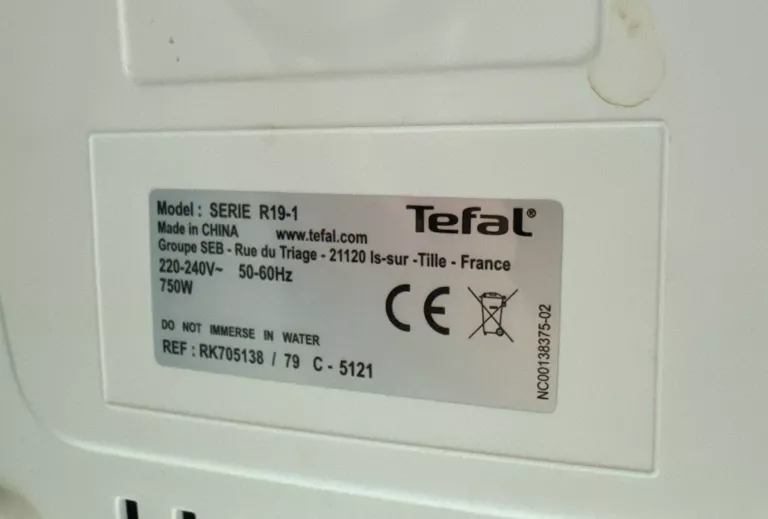 Model : SERIE R19-1
Tefal®
Made in CHINA www.tefal.com
Groupe SEB - Rue du Triage - 21120 Is-sur -Tille - France
220-240V~ 50-60Hz
750W
CE
DO NOT IMMERSE IN WATER
REF : RK705138 / 79 C - 5121
NC00138375-02